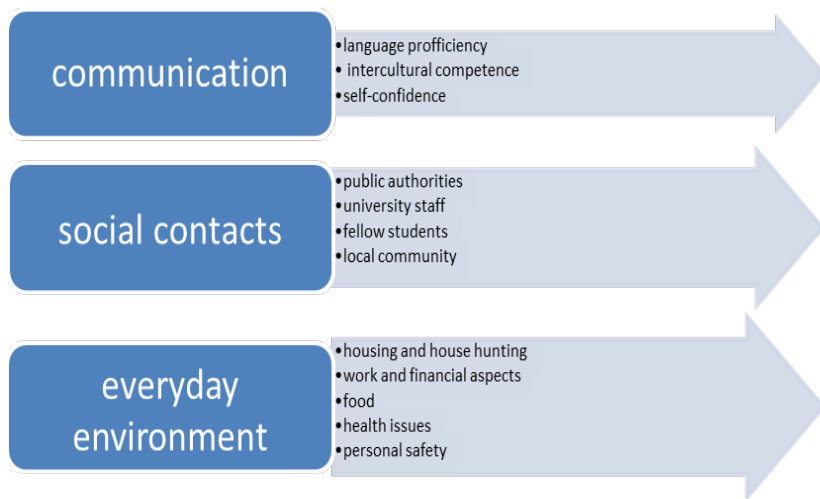 communication
•language profficiency
• intercultural competence
•self-confidence
social contacts
•public authorities
•university staff
•fellow students
•local community
everyday
environment
•housing and house hunting
•work and financial aspects
•food
•health issues
•personal safety